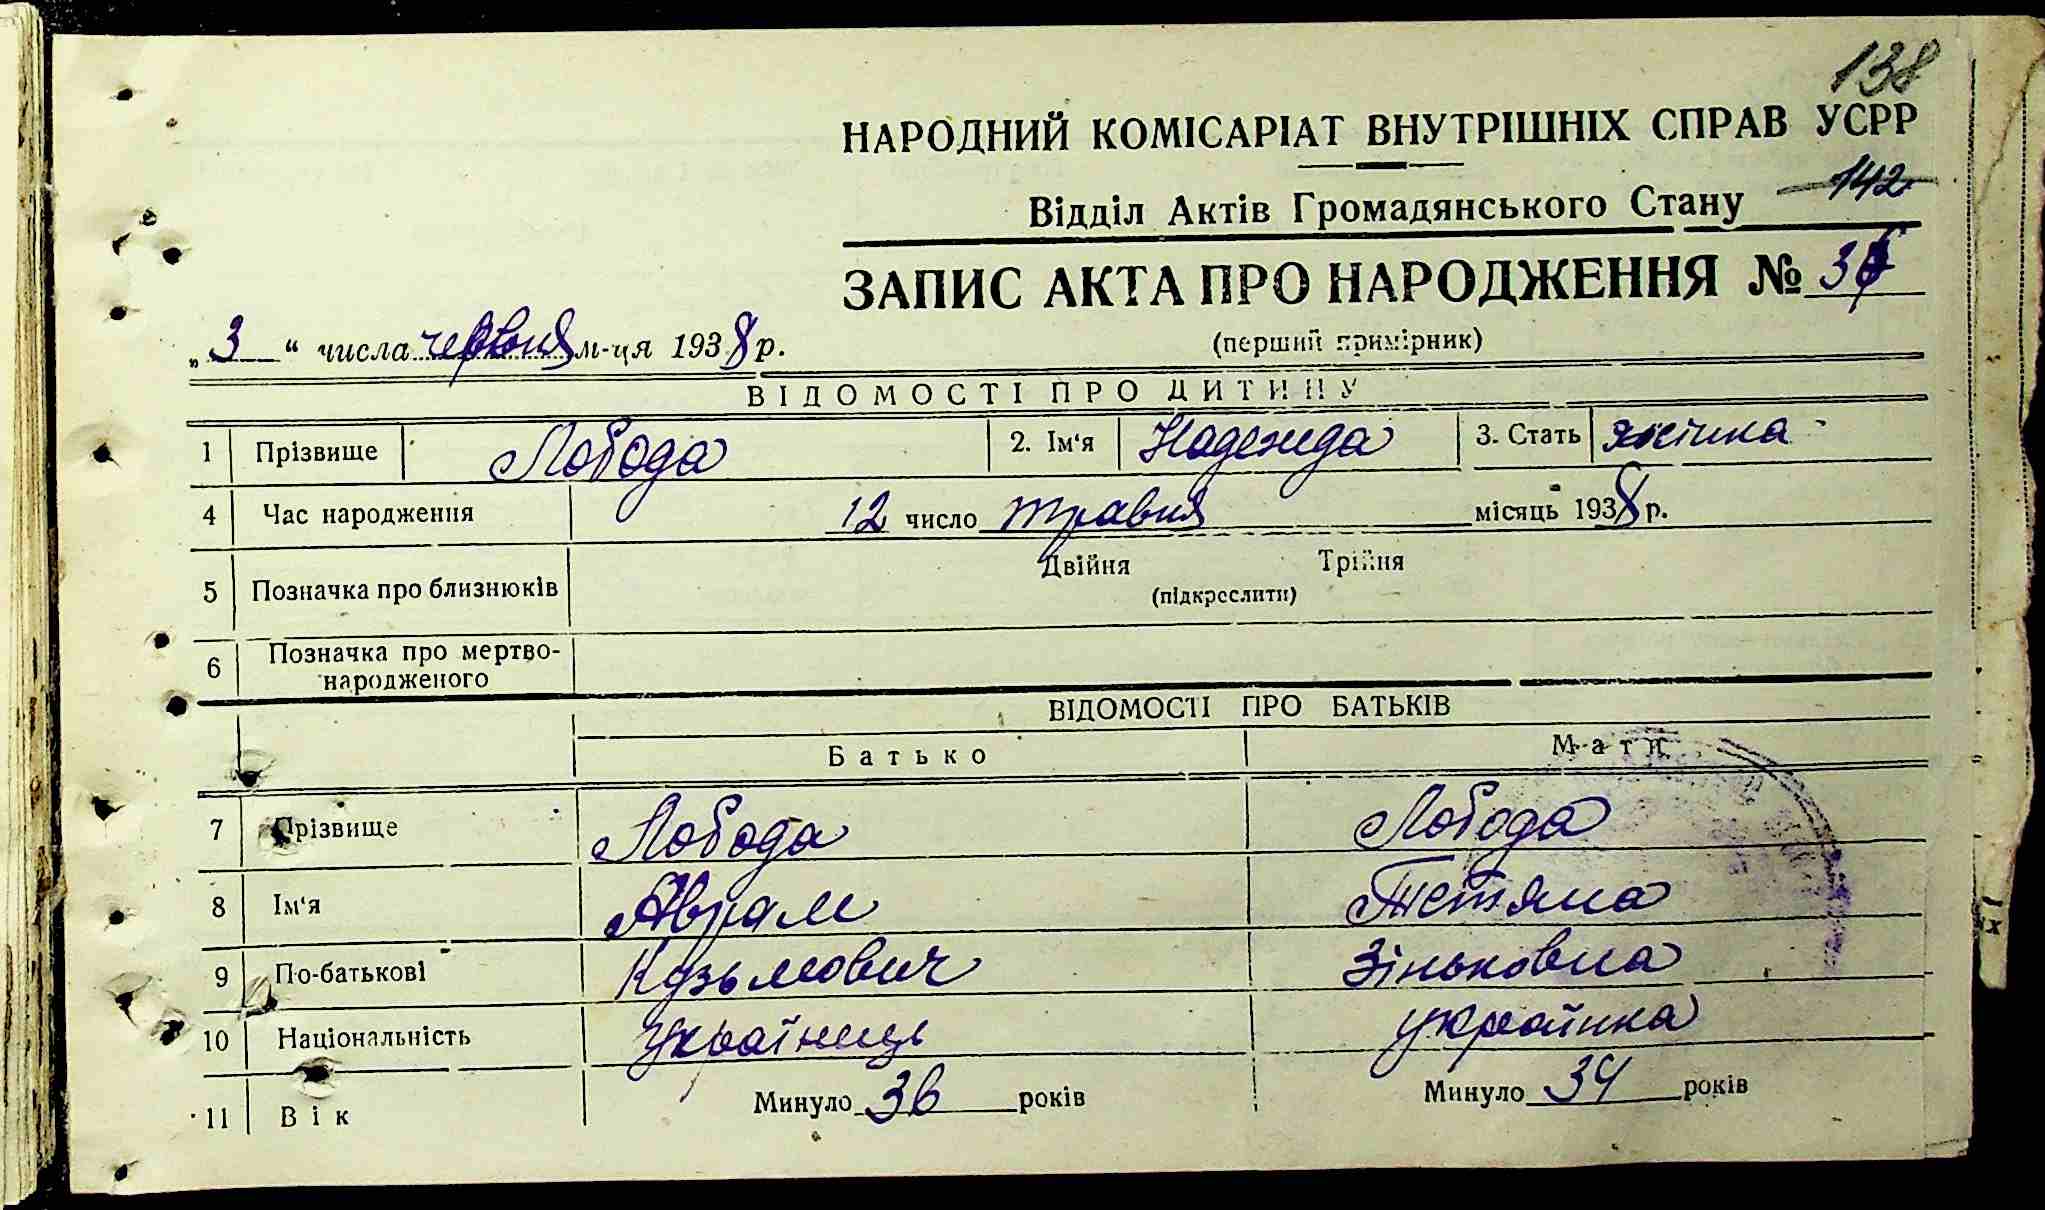 138
НАРОДНИЙ КОМІСАРІАТ ВНУТРІШНІХ СПРАВ УСРР
142
Відділ Актів Громадянського Стану
ЗАПИС АКТА ПРО НАРОДЖЕННЯ №
(перший примірник)
„ 3 “ числа червня м-ця 1938 р.
ВІДОМОСТІ ПРО ДИТИНУ
1 Прізвище Лобода 2. Ім'я Надежда 3. Стать жінка
4 Час народження 12 число травня місяць 1938 р.
5 Позначка про близнюків Двійня Трійня
(підкреслити)
6 Позначка про мертво-
народженого
ВІДОМОСТІ ПРО БАТЬКІВ
Батько Мати
7 Прізвище Лобода Лобода
8 Ім'я Аврам Тетяна
9 По-батькові Кузьмович Зіньковна
10 Національність Українець Українка
11 Вік Минуло 36 років Минуло 34 років